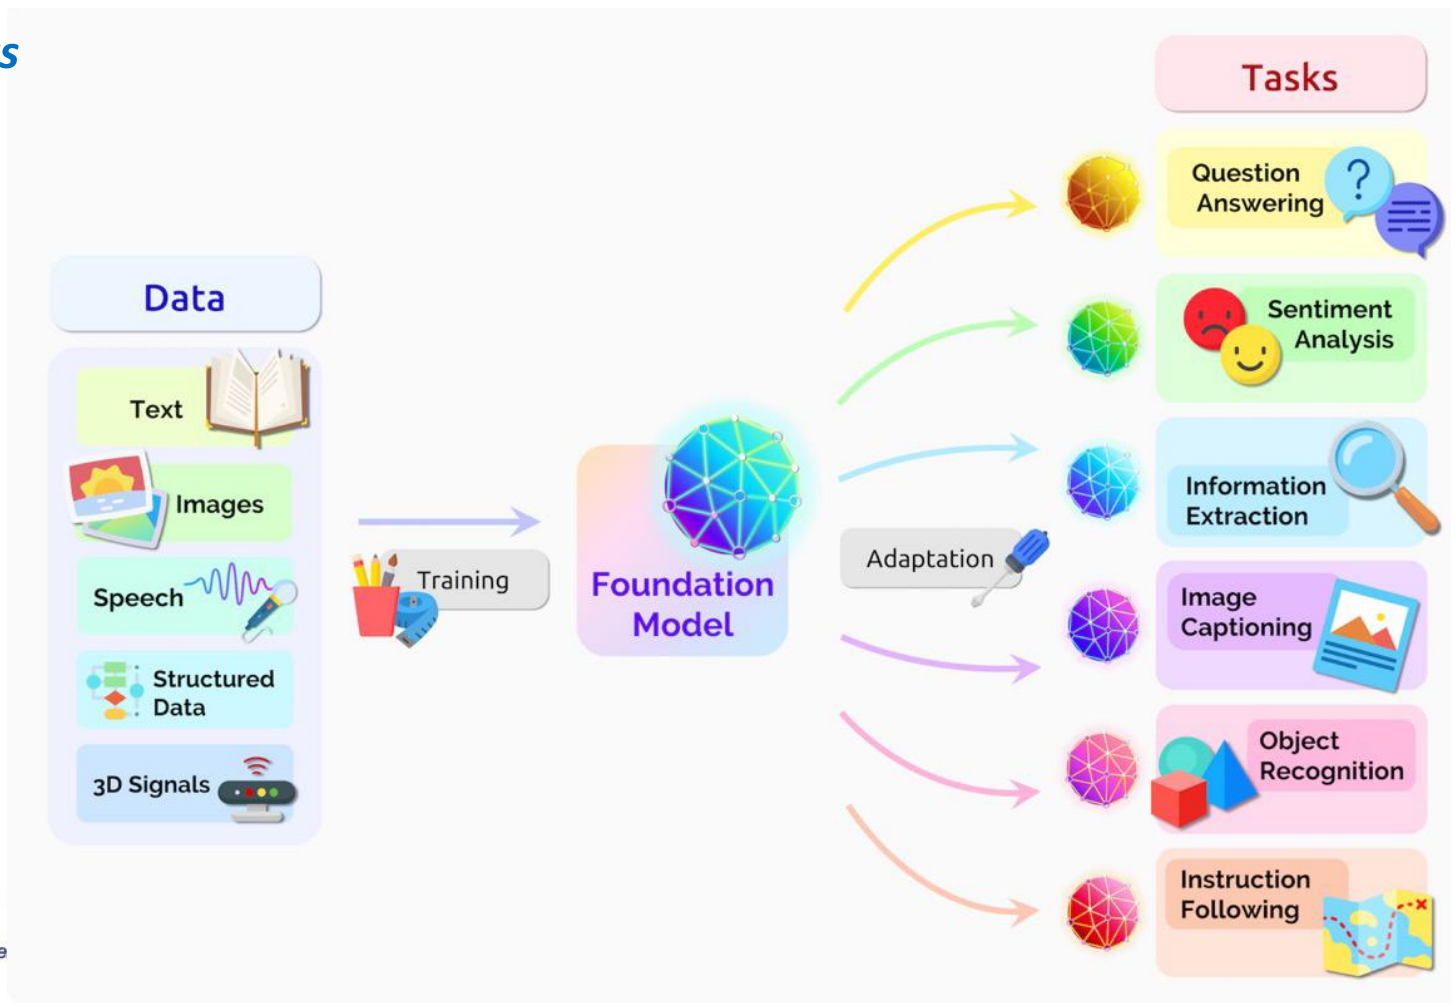 s
Data
Text
Images
Speech
Structured
Data
3D Signals
Training
Foundation
Model
Adaptation
Tasks
Question
Answering
?
Sentiment
Analysis
Information
Extraction
Image
Captioning
Object
Recognition
Instruction
Following
e